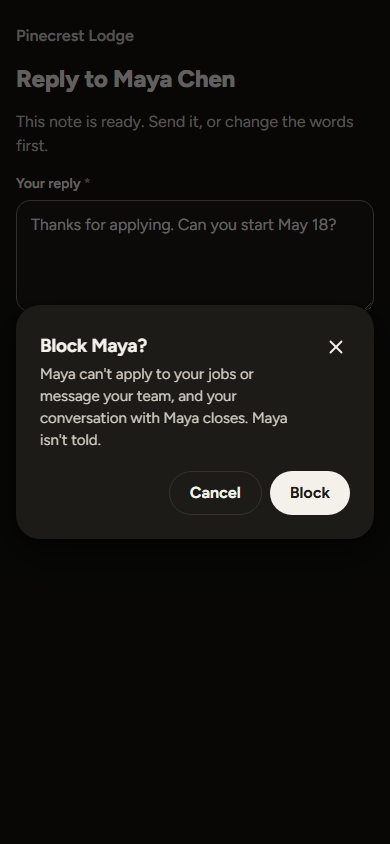 Pinecrest Lodge
Reply to Maya Chen
This note is ready. Send it, or change the words
first.
Your reply *
Thanks for applying. Can you start May 18?
Block Maya?
Maya can't apply to your jobs or
message your team, and your
conversation with Maya closes. Maya
isn't told.
Cancel
Block